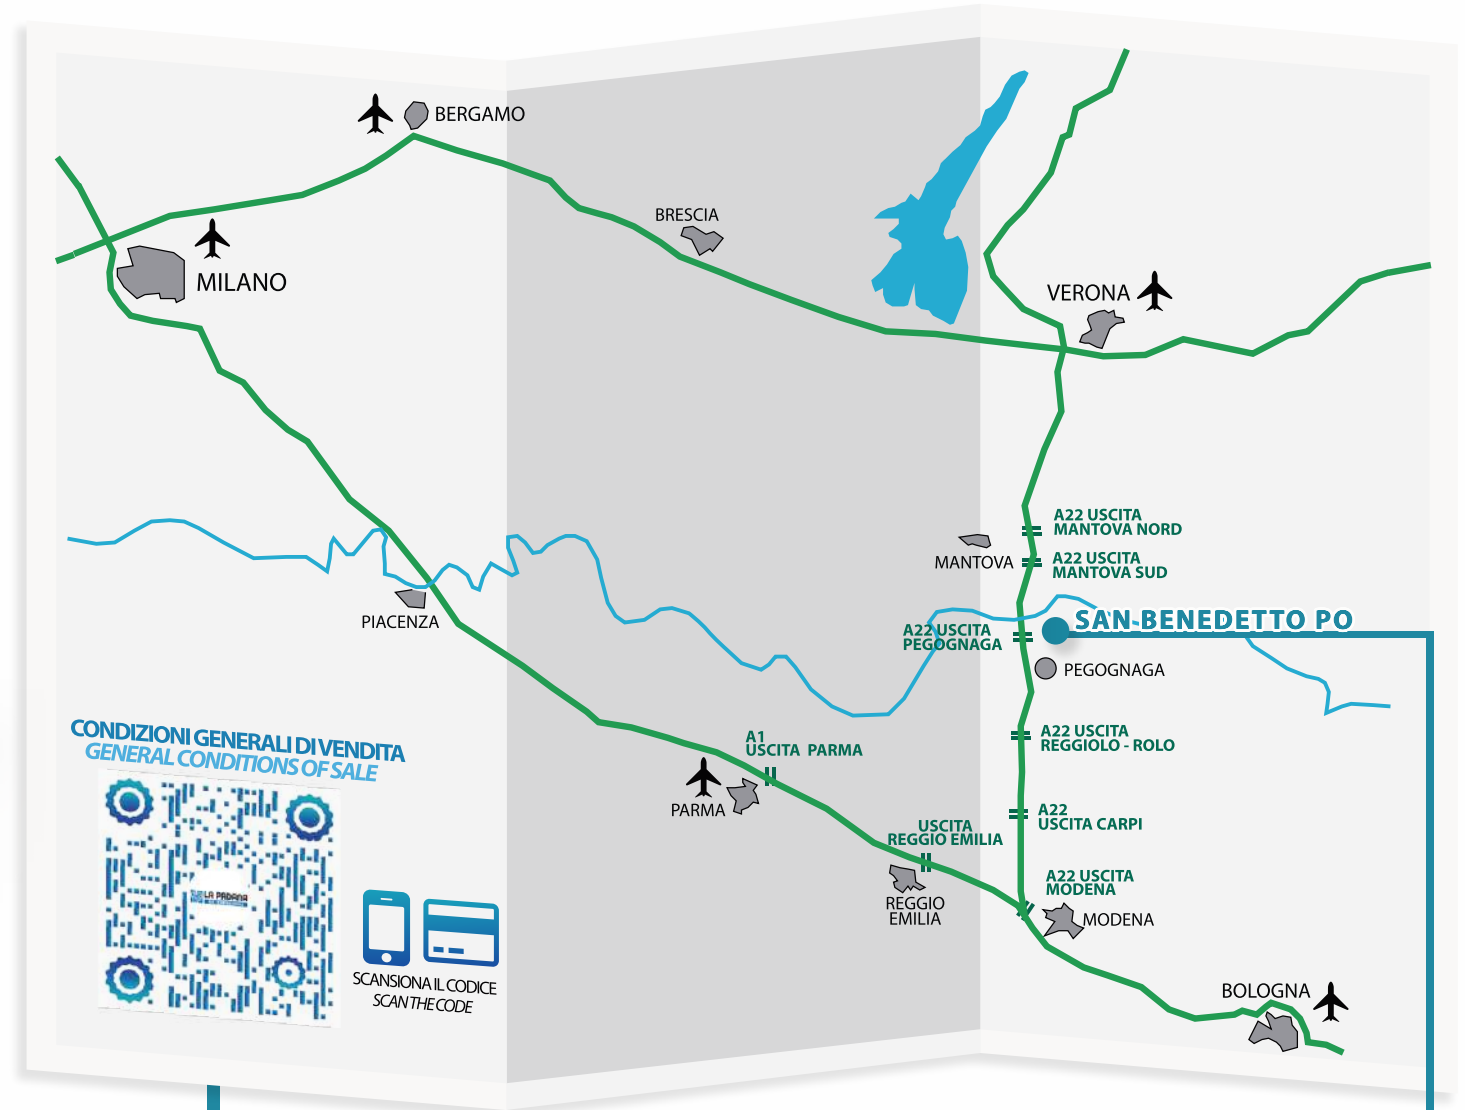 BERGAMO
BRESCIA
MILANO
VERONA
A22 USCITA
MANTOVA NORD
MANTOVA
A22 USCITA
MANTOVA SUD
PIACENZA
SAN BENEDETTO PO
A22 USCITA
PEGOGNAGA
PEGOGNAGA
CONDIZIONI GENERALI DI VENDITA
GENERAL CONDITIONS OF SALE
A1
USCITA PARMA
A22 USCITA
REGGIOLO - ROLO
PARMA
A22
USCITA CARPI
USCITA
REGGIO EMILIA
REGGIO
EMILIA
A22 USCITA
MODENA
MODENA
LA PADANA
SCANSIONA IL CODICE
SCAN THE CODE
BOLOGNA